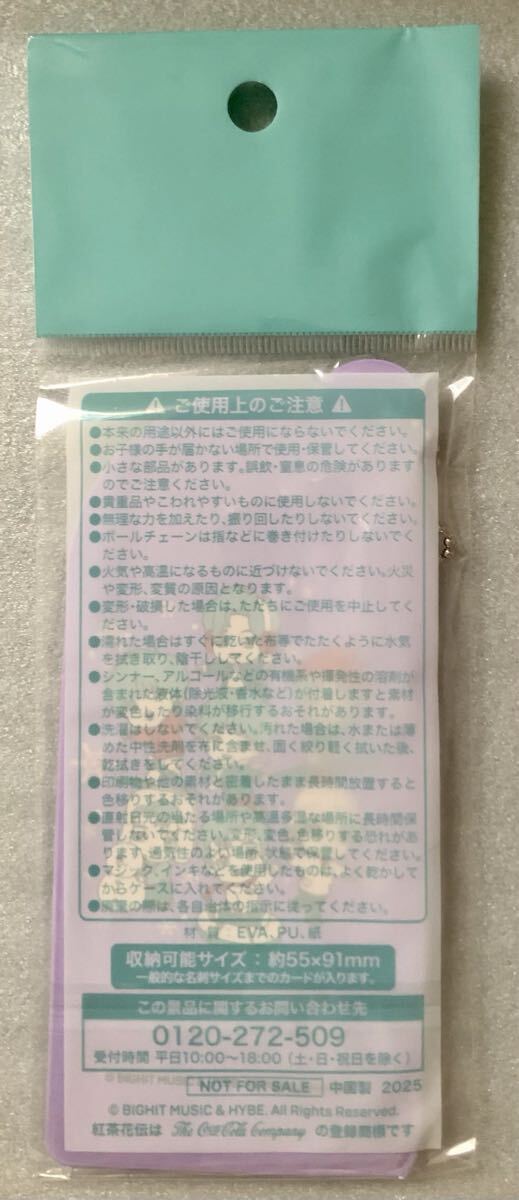 ⚠ ご使用上のご注意 ⚠
●本来の用途以外にはご使用にならないでください。
●お子様の手が届かない場所で使用・保管してください。
●小さな部品があります。誤飲・窒息の危険があります
のでご注意ください。
●貴重品やこわれやすいものに使用しないでください。
●無理な力を加えたり、振り回したりしないでください。
●ボールチェーンは指などに巻き付けたりしないでく
ださい。
●火気や高温になるものに近づけないでください。火災
や変形、変質の原因となります。
●変形・破損した場合は、ただちにご使用を中止してく
ださい。
●濡れた場合はすぐに乾いた布等でたたくように水気
を拭き取り、陰干ししてください。
●シンナー、アルコールなどの有機系や揮発性の溶剤が
含まれた液体(除光液・香水など)が付着しますと素材
が変色したり染料が移行するおそれがあります。
●洗濯はしないでください。汚れた場合は、水または薄
めた中性洗剤を布に含ませ、固く絞り軽く拭いた後、
乾拭きをしてください。
●印刷物や他の素材と密着したまま長時間放置すると
色移りするおそれがあります。
●直射日光の当たる場所や高温多湿な場所に長時間保
管しないでください。変形、変色、色移りする恐れがあ
ります。通気性のよい場所、状態で保管してください。
●マジック、インキなどを使用したものは、よく乾かして
からケースに入れてください。
●廃棄の際は、各自治体の指示に従ってください。
材 質 EVA、PU、紙
収納可能サイズ：約55×91mm
一般的な名刺サイズまでのカードが入ります。
この景品に関するお問い合わせ先
0120-272-509
受付時間 平日10:00～18:00 (土・日・祝日を除く)
© BIGHIT MUSIC
NOT FOR SALE 中国製 2025
© BIGHIT MUSIC & HYBE. All Rights Reserved.
紅茶花伝は The Coca-Cola Company の登録商標です